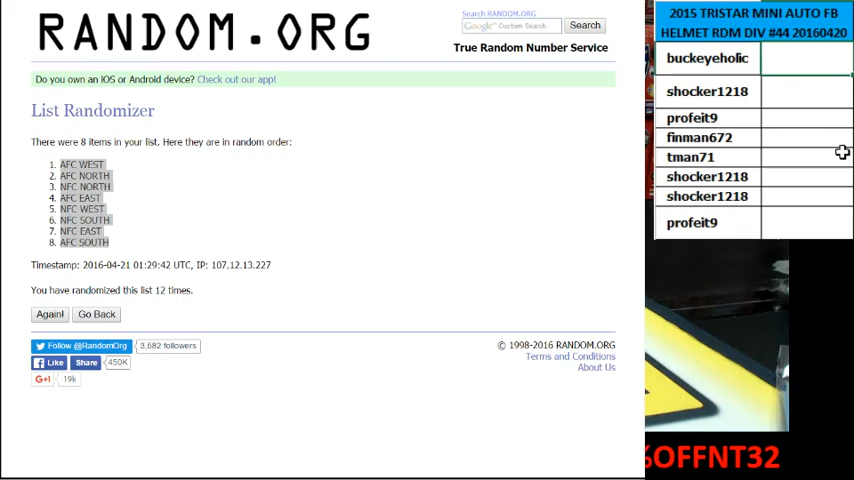 RANDOM.ORG
Search RANDOM.ORG
Google™ Custom Search
Search
True Random Number Service
Do you own an iOS or Android device? Check out our app!
List Randomizer
There were 8 items in your list. Here they are in random order:
1. AFC WEST
2. AFC NORTH
3. NFC NORTH
4. AFC EAST
5. NFC WEST
6. NFC SOUTH
7. NFC EAST
8. AFC SOUTH
Timestamp: 2016-04-21 01:29:42 UTC, IP: 107.12.13.227
You have randomized this list 12 times.
Again! Go Back
Follow @RandomOrg 3,582 followers
Like Share 450K
G+1 19k
© 1998-2016 RANDOM.ORG
Terms and Conditions
About Us
2015 TRISTAR MINI AUTO FB
HELMET RDM DIV #44 20160420
buckeyeholic
shocker1218
profeit9
finman672
tman71
shocker1218
shocker1218
profeit9
%OFFNT32